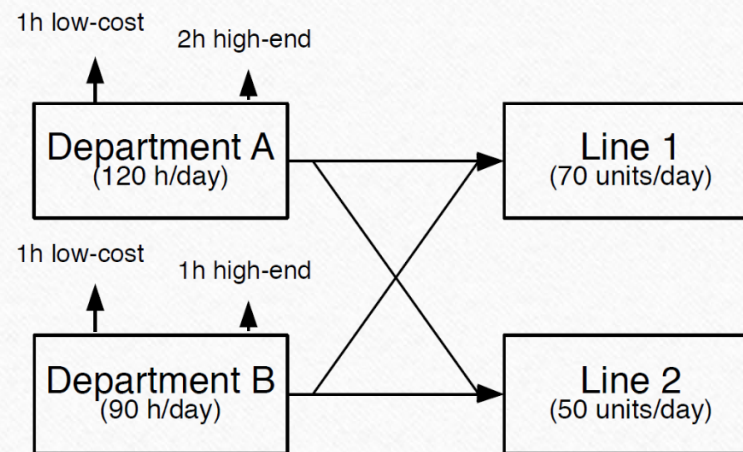 1h low-cost
2h high-end
Department A
(120 h/day)
Line 1
(70 units/day)
1h low-cost
1h high-end
Department B
(90 h/day)
Line 2
(50 units/day)